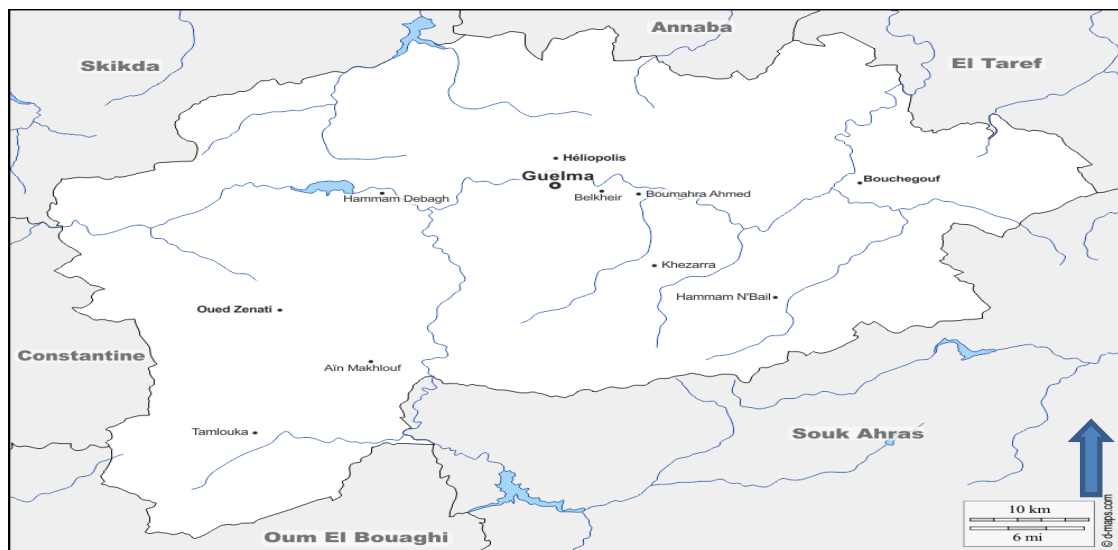 Annaba
Skikda
El Taref
Héliopolis
Guelma
Bouchegouf
Hammam Debagh
Belkheir
Boumahra Ahmed
Khezarra
Hammam N'Bail
Oued Zenati
Constantine
Aïn Makhlouf
Tamlouka
Souk Ahras
Oum El Bouaghi
10 km
6 mi
© d-maps.com